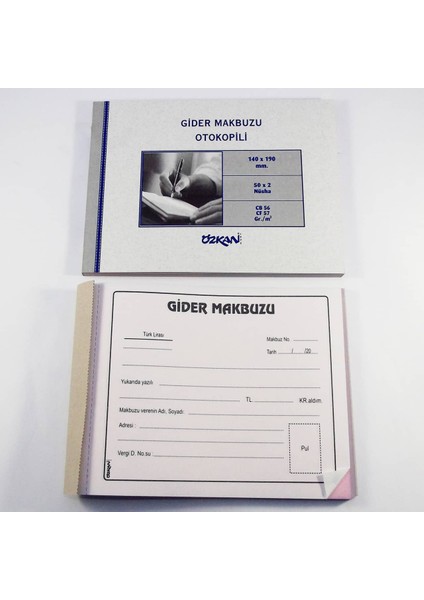 GİDER MAKBUZU
OTOKOPİLİ
140 x 190
mm.
50 x 2
Nüsha
CB 56
CF 57
Gr./m²
ÖZKAN
GİDER MAKBUZU
Türk Lirası
Makbuz No.
Tarih / /20
Yukarıda yazılı TL. KR.aldım.
Makbuzu verenin Adı, Soyadı:
Adresi :
Vergi D. No.su :
Pul
ÖZKAN